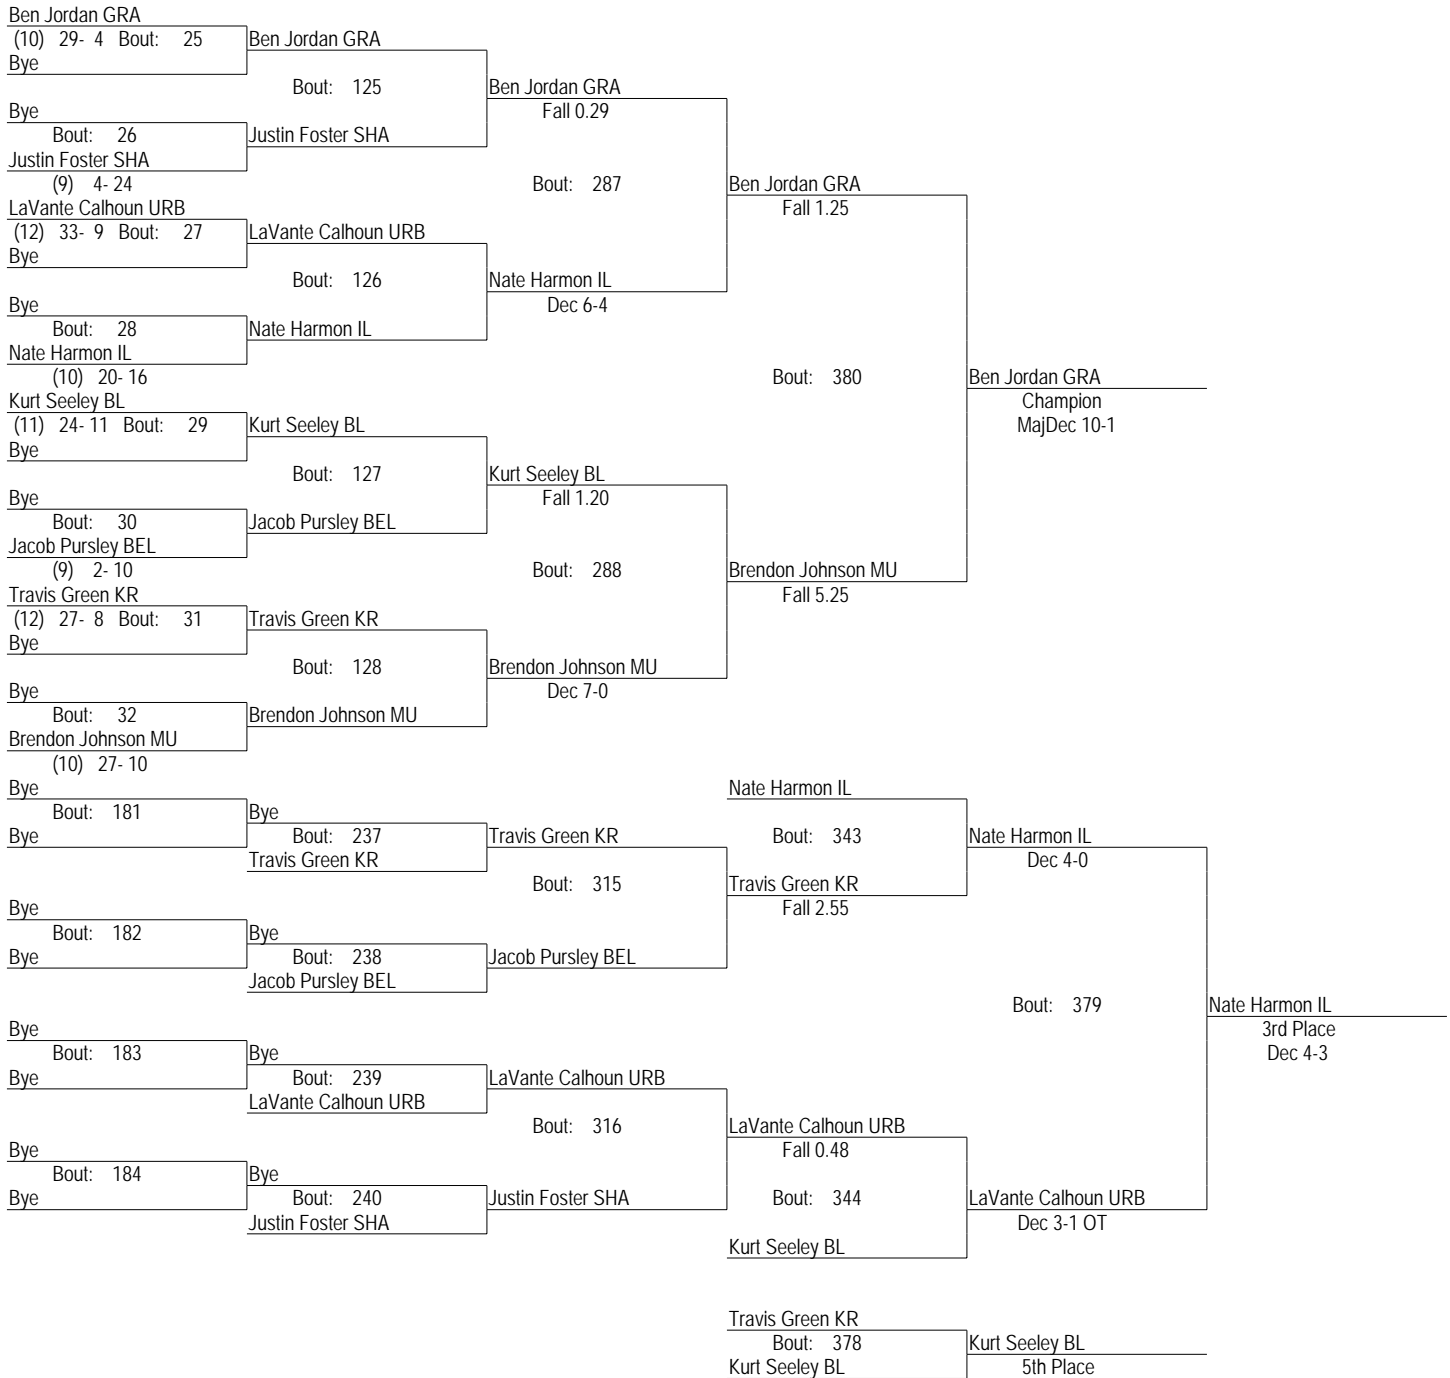 Ben Jordan GRA
(10) 29- 4 Bout: 25 Ben Jordan GRA
Bye
Bout: 125 Ben Jordan GRA
Bye Fall 0.29
Bout: 26 Justin Foster SHA
Justin Foster SHA
(9) 4- 24 Bout: 287 Ben Jordan GRA
LaVante Calhoun URB Fall 1.25
(12) 33- 9 Bout: 27 LaVante Calhoun URB
Bye
Bout: 126 Nate Harmon IL
Bye Dec 6-4
Bout: 28 Nate Harmon IL
Nate Harmon IL
(10) 20- 16 Bout: 380 Ben Jordan GRA
Kurt Seeley BL Champion
(11) 24- 11 Bout: 29 Kurt Seeley BL MajDec 10-1
Bye
Bout: 127 Kurt Seeley BL
Bye Fall 1.20
Bout: 30 Jacob Pursley BEL
Jacob Pursley BEL
(9) 2- 10 Bout: 288 Brendon Johnson MU
Travis Green KR Fall 5.25
(12) 27- 8 Bout: 31 Travis Green KR
Bye
Bout: 128 Brendon Johnson MU
Bye Dec 7-0
Bout: 32 Brendon Johnson MU
Brendon Johnson MU
(10) 27- 10
Bye Nate Harmon IL
Bout: 181 Bye
Bye Bout: 237 Travis Green KR Bout: 343 Nate Harmon IL
Travis Green KR Dec 4-0
Bout: 315 Travis Green KR
Bye Fall 2.55
Bout: 182 Bye
Bye Bout: 238 Jacob Pursley BEL
Jacob Pursley BEL
Bout: 379 Nate Harmon IL
Bye 3rd Place
Bout: 183 Bye Dec 4-3
Bye Bout: 239 LaVante Calhoun URB
LaVante Calhoun URB
Bout: 316 LaVante Calhoun URB
Bye Fall 0.48
Bout: 184 Bye
Bye Bout: 240 Justin Foster SHA Bout: 344 LaVante Calhoun URB
Justin Foster SHA Dec 3-1 OT
Kurt Seeley BL
Travis Green KR
Bout: 378 Kurt Seeley BL
Kurt Seeley BL 5th Place